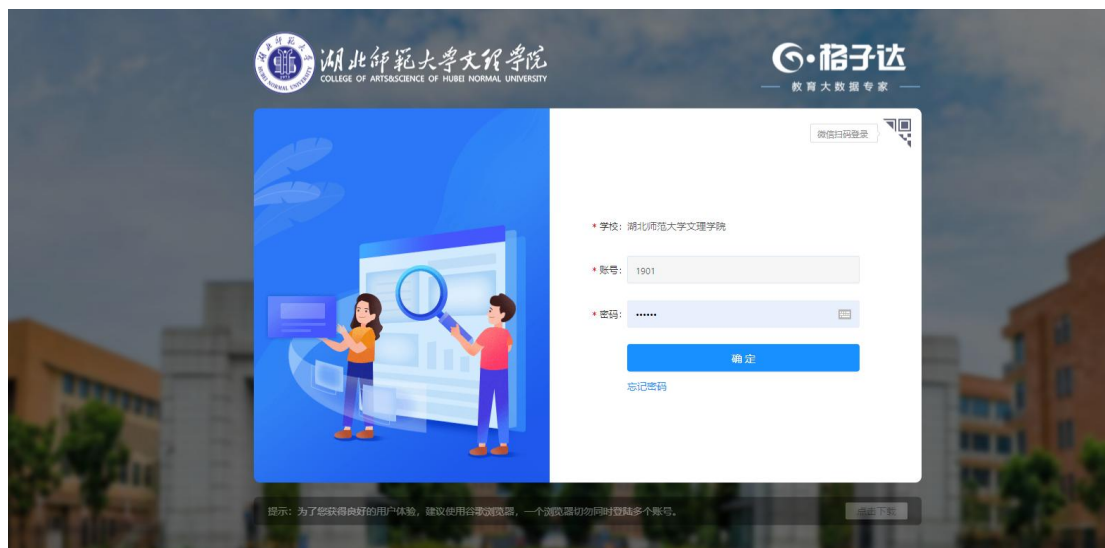 湖北师范大学文理学院
COLLEGE OF ARTS&SCIENCE OF HUBEI NORMAL UNIVERSITY
格子达
教育大数据专家
微信扫码登录
* 学校: 湖北师范大学文理学院
* 账号: 1901
* 密码: ••••••
确定
忘记密码
提示：为了您获得良好的用户体验，建议使用谷歌浏览器，一个浏览器切勿同时登陆多个账号。
点击下载